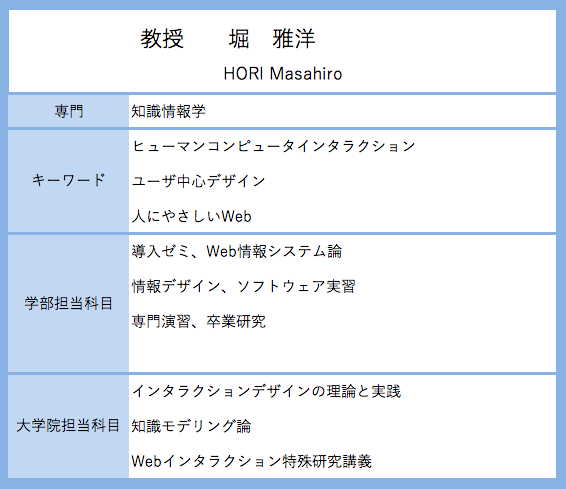 教授　　堀　雅洋
HORI Masahiro
専門
知識情報学
キーワード
ヒューマンコンピュータインタラクション
ユーザ中心デザイン
人にやさしいWeb
学部担当科目
導入ゼミ、Web情報システム論
情報デザイン、ソフトウェア実習
専門演習、卒業研究
大学院担当科目
インタラクションデザインの理論と実践
知識モデリング論
Webインタラクション特殊研究講義